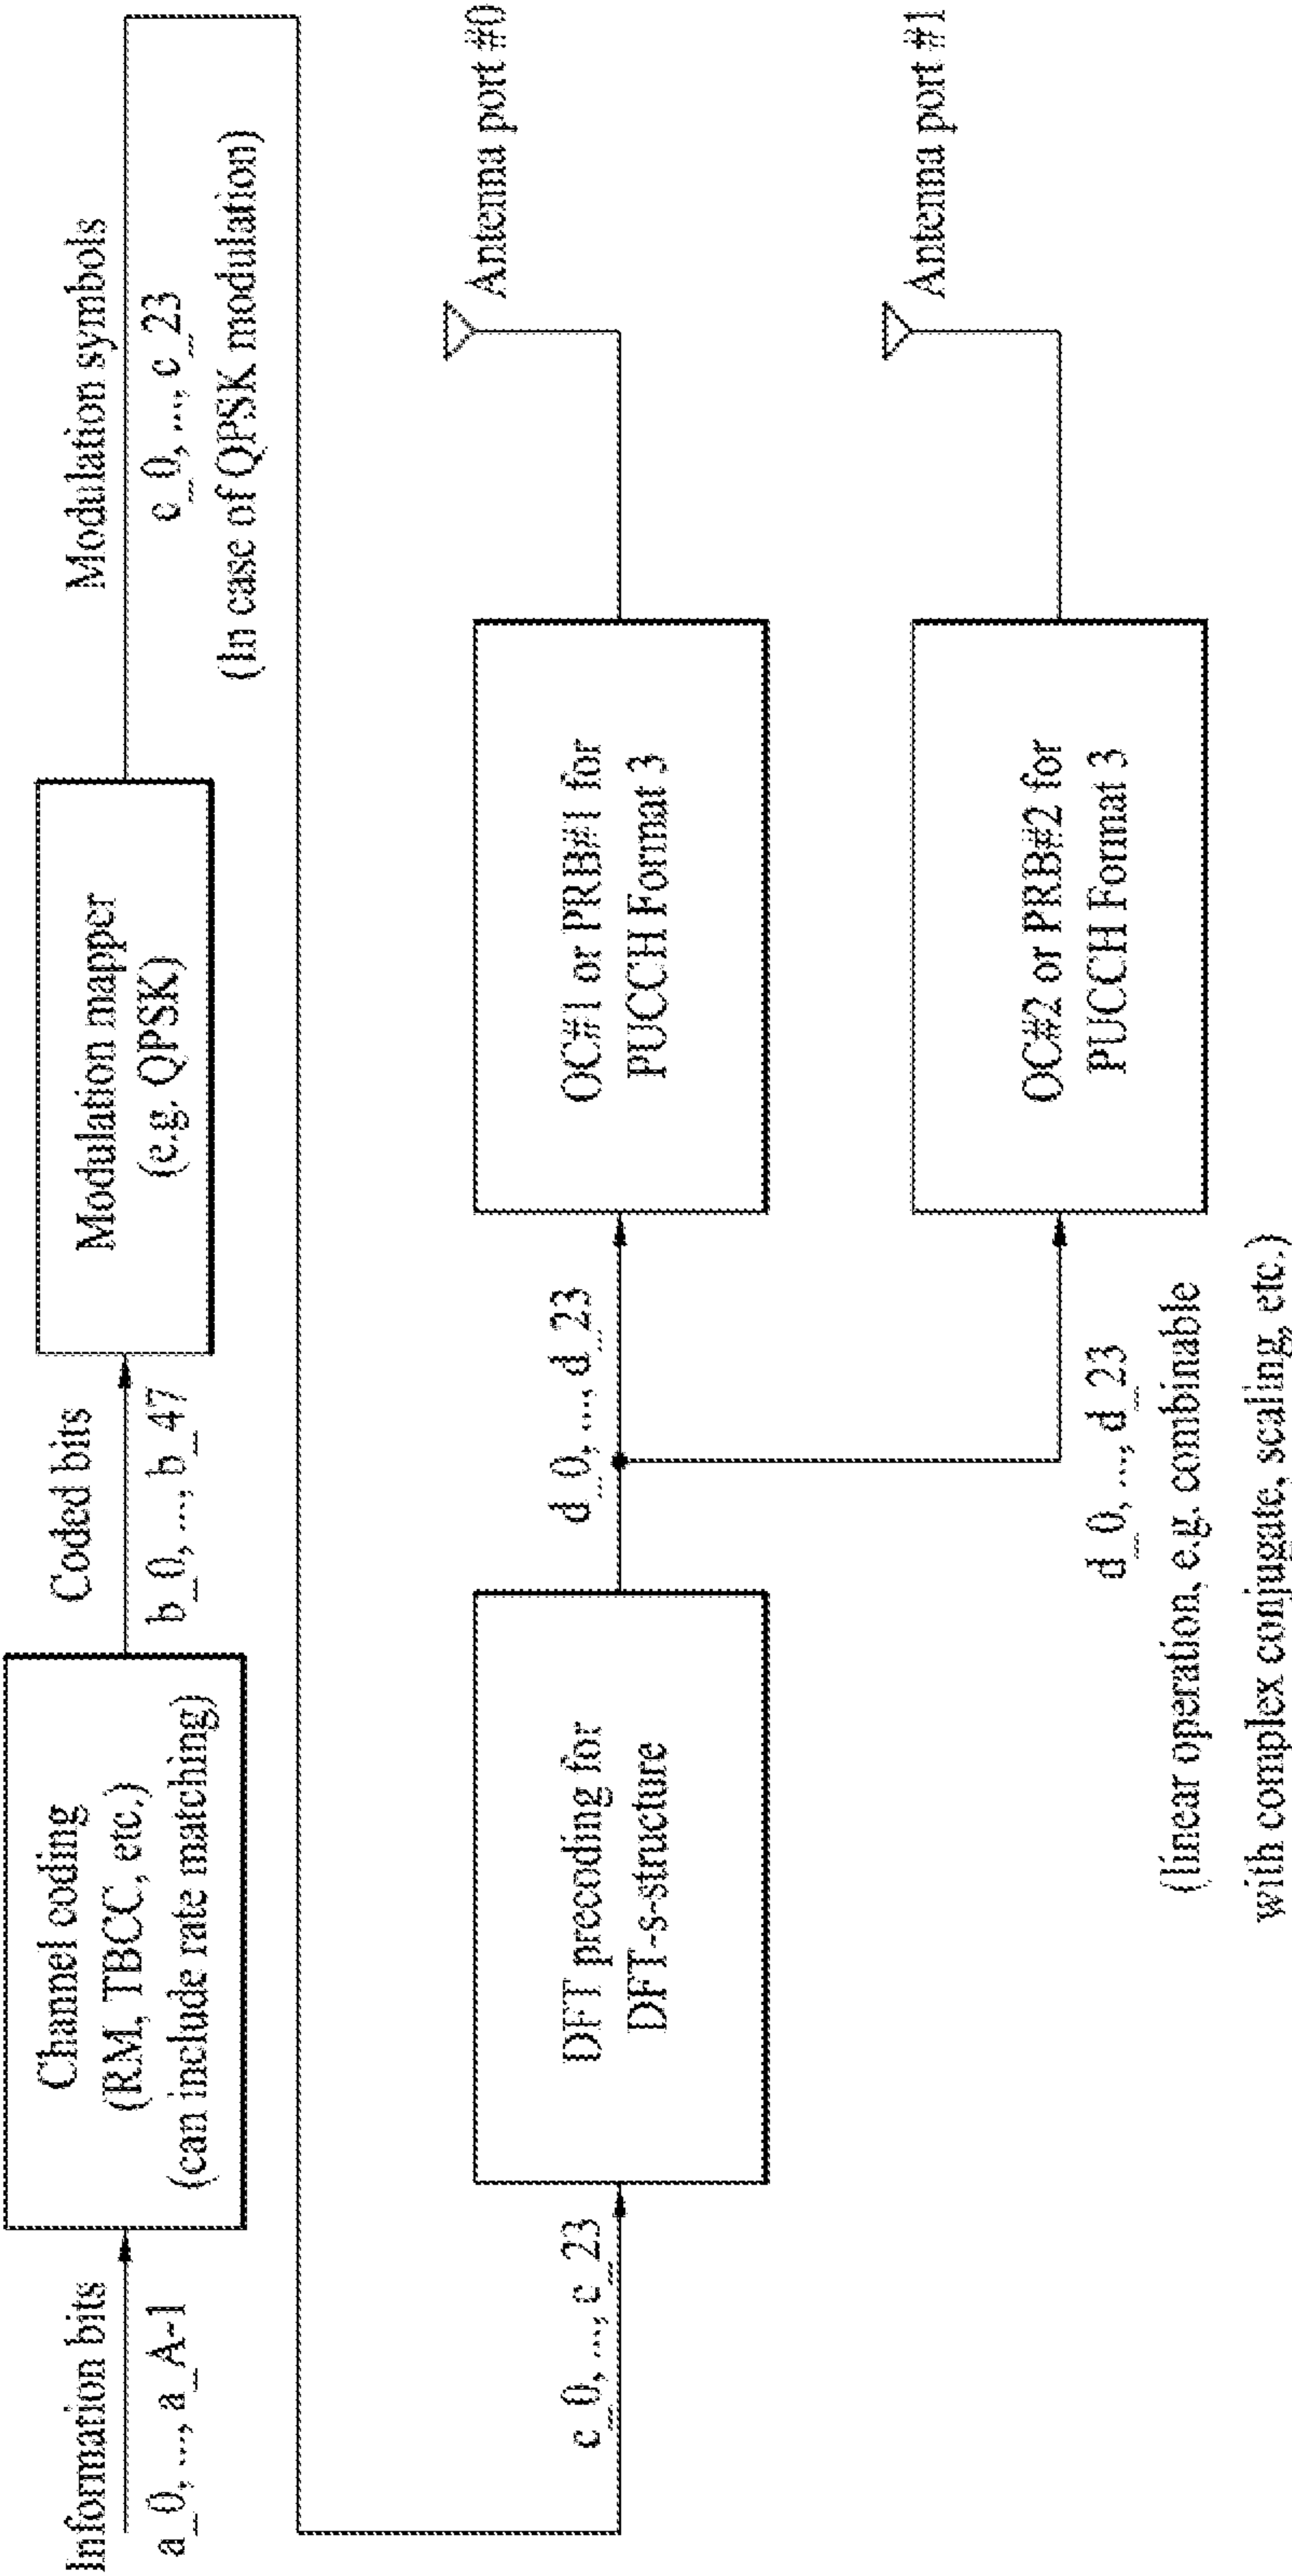 Information bits
a_0, ..., a_A-1
Channel coding
(RM, TBCC, etc.)
(can include rate matching)
Coded bits
b_0, ..., b_47
Modulation mapper
(e.g. QPSK)
Modulation symbols
c_0, ..., c_23
(In case of QPSK modulation)
c_0, ..., c_23
DFT precoding for
DFT-s-structure
d_0, ..., d_23
OC#1 or PRB#1 for
PUCCH Format 3
Antenna port #0
d_0, ..., d_23
(linear operation, e.g. combinable
with complex conjugate, scaling, etc.)
OC#2 or PRB#2 for
PUCCH Format 3
Antenna port #1